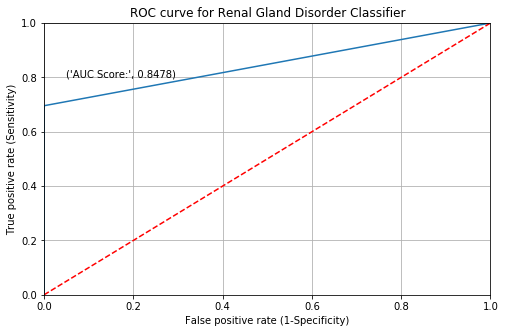 ROC curve for Renal Gland Disorder Classifier
1.0
('AUC Score:', 0.8478)
0.8
0.6
0.4
0.2
0.0
True positive rate (Sensitivity)
0.0 0.2 0.4 0.6 0.8 1.0
False positive rate (1-Specificity)